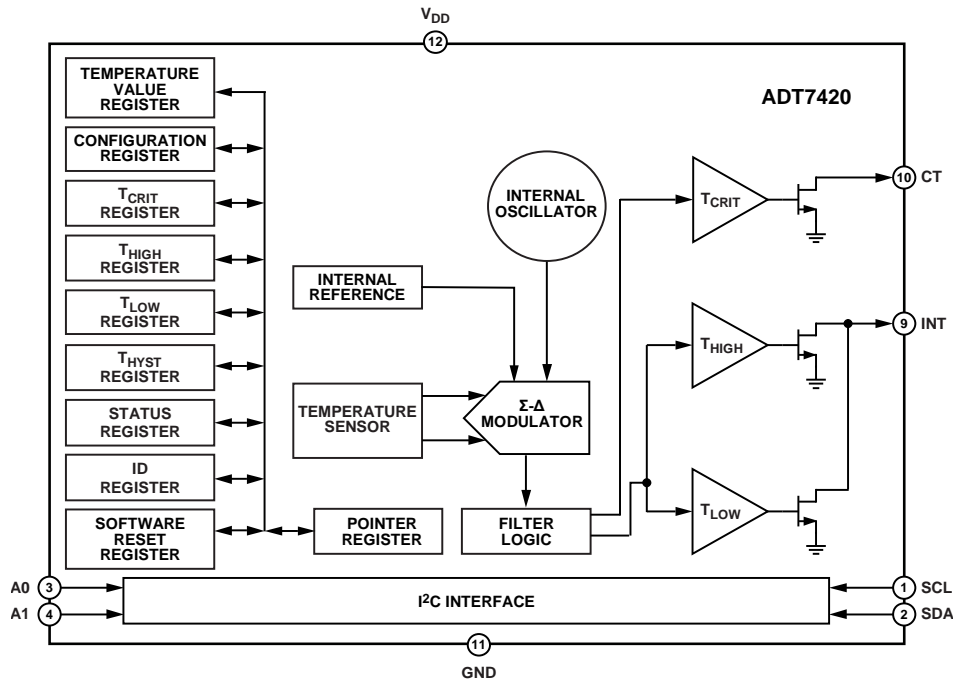 VDD
12
ADT7420
TEMPERATURE
VALUE
REGISTER
CONFIGURATION
REGISTER
TCRIT
REGISTER
THIGH
REGISTER
TLOW
REGISTER
THYST
REGISTER
STATUS
REGISTER
ID
REGISTER
SOFTWARE
RESET
REGISTER
POINTER
REGISTER
INTERNAL
OSCILLATOR
INTERNAL
REFERENCE
TEMPERATURE
SENSOR
Σ-Δ
MODULATOR
FILTER
LOGIC
TCRIT
10 CT
THIGH
9 INT
TLOW
A0 3
A1 4
I2C INTERFACE
1 SCL
2 SDA
11
GND